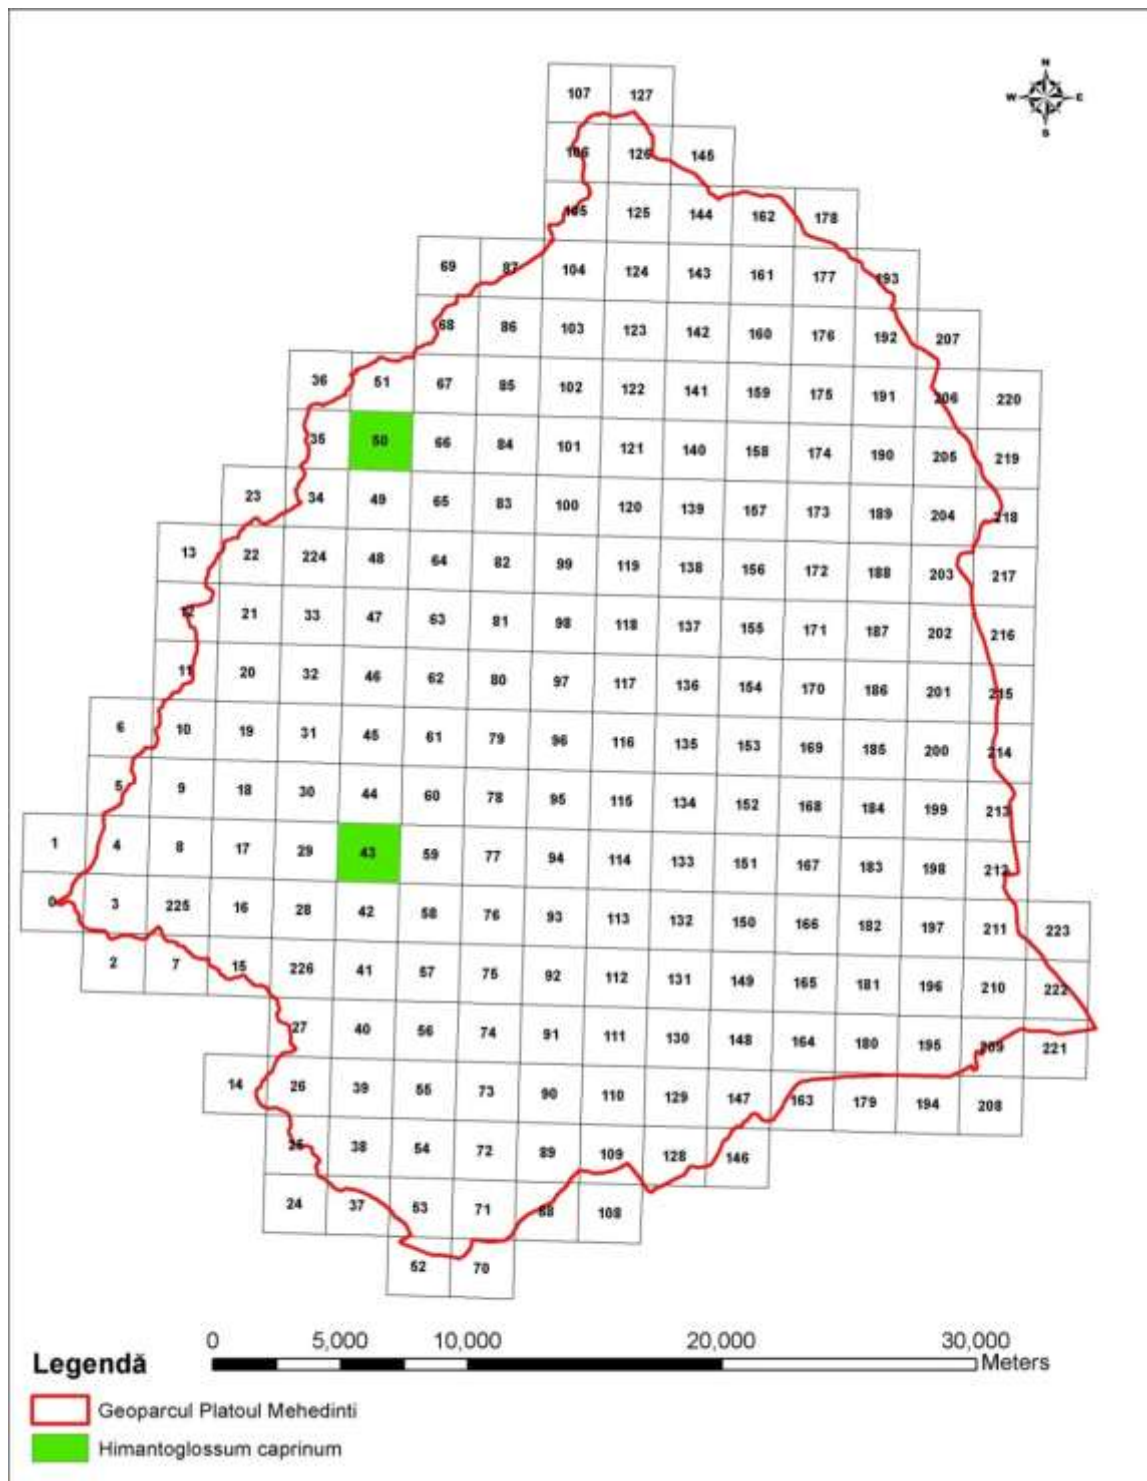 N
W E
S
107 127
106 126 145
105 125 144 162 178
69 87 104 124 143 161 177 193
68 86 103 123 142 160 176 192 207
36 51 67 85 102 122 141 159 175 191 206 220
35 50 66 84 101 121 140 158 174 190 205 219
23 34 49 65 83 100 120 139 157 173 189 204 218
13 22 224 48 64 82 99 119 138 156 172 188 203 217
12 21 33 47 63 81 98 118 137 155 171 187 202 216
11 20 32 46 62 80 97 117 136 154 170 186 201 215
6 10 19 31 45 61 79 96 116 135 153 169 185 200 214
5 9 18 30 44 60 78 95 115 134 152 168 184 199 213
1 4 8 17 29 43 59 77 94 114 133 151 167 183 198 212
0 3 225 16 28 42 58 76 93 113 132 150 166 182 197 211 223
2 7 15 226 41 57 75 92 112 131 149 165 181 196 210 222
27 40 56 74 91 111 130 148 164 180 195 209 221
14 26 39 55 73 90 110 129 147 163 179 194 208
25 38 54 72 89 109 128 146
24 37 53 71 88 108
52 70
0 5,000 10,000 20,000 30,000
Meters
Legendă
Geoparcul Platoul Mehedinti
Himantoglossum caprinum